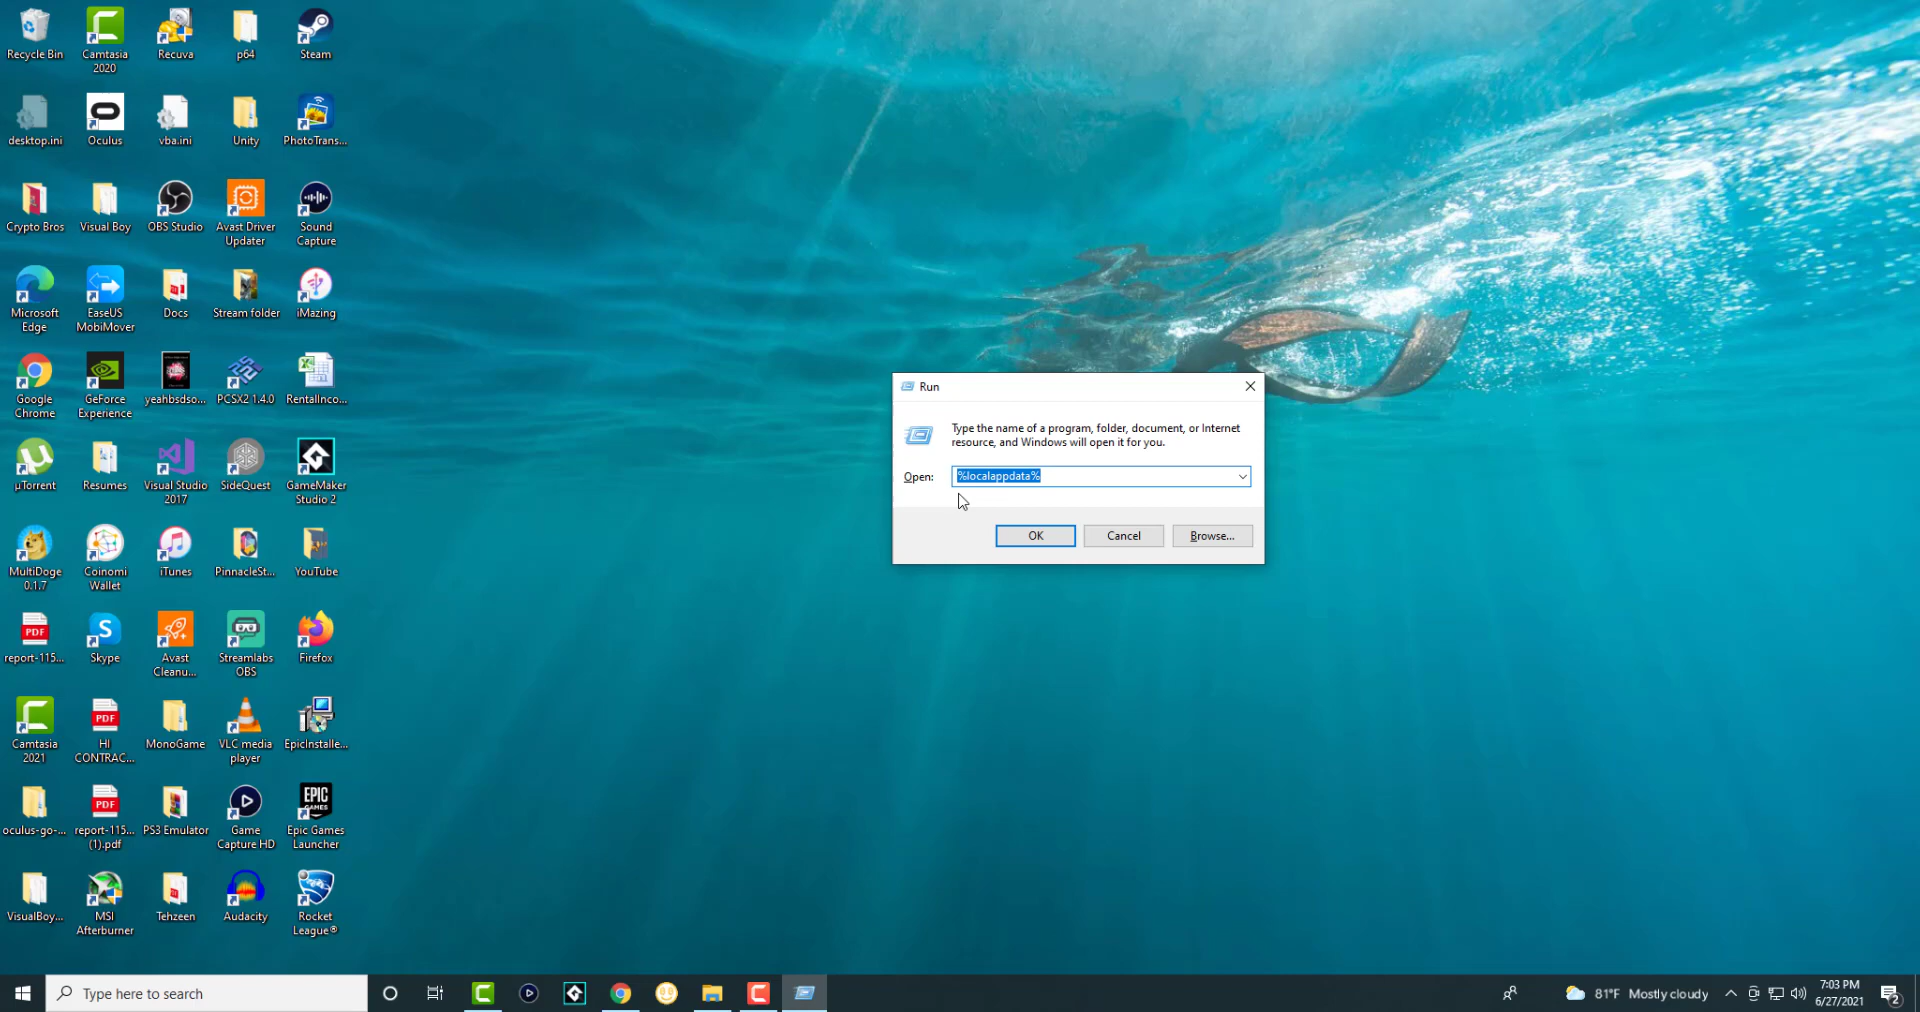 Recycle Bin
Camtasia
2020
Recuva
p64
Steam
desktop.ini
Oculus
vba.ini
Unity
PhotoTrans...
Crypto Bros
Visual Boy
OBS Studio
Avast Driver
Updater
Sound
Capture
Microsoft
Edge
EaseUS
MobiMover
Docs
Stream folder
iMazing
Google
Chrome
GeForce
Experience
yeahbsdso...
PCSX2 1.4.0
RentalInco...
µTorrent
Resumes
Visual Studio
2017
SideQuest
GameMaker
Studio 2
MultiDoge
0.1.7
Coinomi
Wallet
iTunes
PinnacleSt...
YouTube
PDF
report-115...
Skype
Avast
Cleanu...
Streamlabs
OBS
Firefox
Camtasia
2021
PDF
HI
CONTRAC...
MonoGame
VLC media
player
EpicInstalle...
oculus-go-...
PDF
report-115...
(1).pdf
PS3 Emulator
Game
Capture HD
EPIC
GAMES
Epic Games
Launcher
VisualBoy...
MSI
Afterburner
Tehzeen
Audacity
Rocket
League®
Run
Type the name of a program, folder, document, or Internet
resource, and Windows will open it for you.
Open:
%localappdata%
OK
Cancel
Browse...
Type here to search
81°F Mostly cloudy
7:03 PM
6/27/2021
2